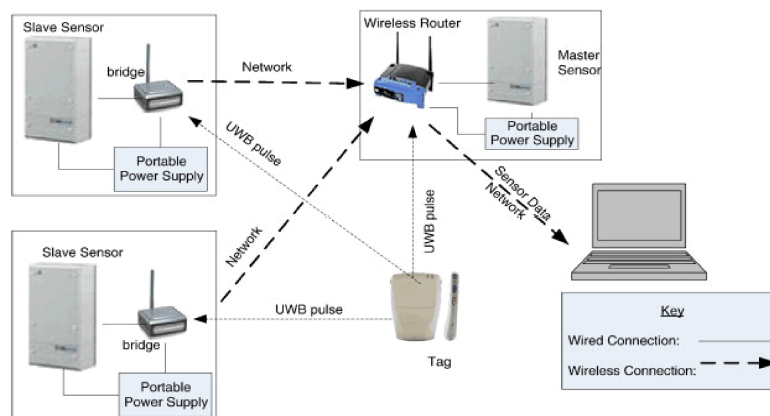 Slave Sensor
bridge
Portable
Power Supply
Network
UWB pulse
Wireless Router
Master
Sensor
Portable
Power Supply
Slave Sensor
bridge
Portable
Power Supply
Network
UWB pulse
UWB pulse
Sensor Data
Network
Tag
Key
Wired Connection:
Wireless Connection: